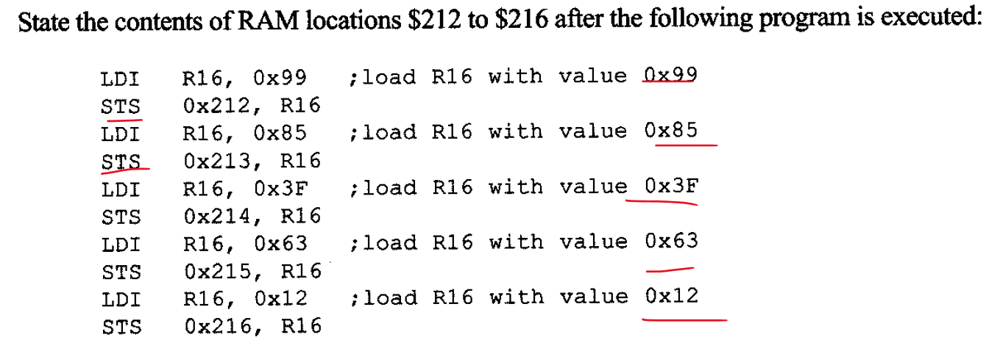 State the contents of RAM locations $212 to $216 after the following program is executed:
LDI R16, 0x99 ;load R16 with value 0x99
STS 0x212, R16
LDI R16, 0x85 ;load R16 with value 0x85
STS 0x213, R16
LDI R16, 0x3F ;load R16 with value 0x3F
STS 0x214, R16
LDI R16, 0x63 ;load R16 with value 0x63
STS 0x215, R16
LDI R16, 0x12 ;load R16 with value 0x12
STS 0x216, R16